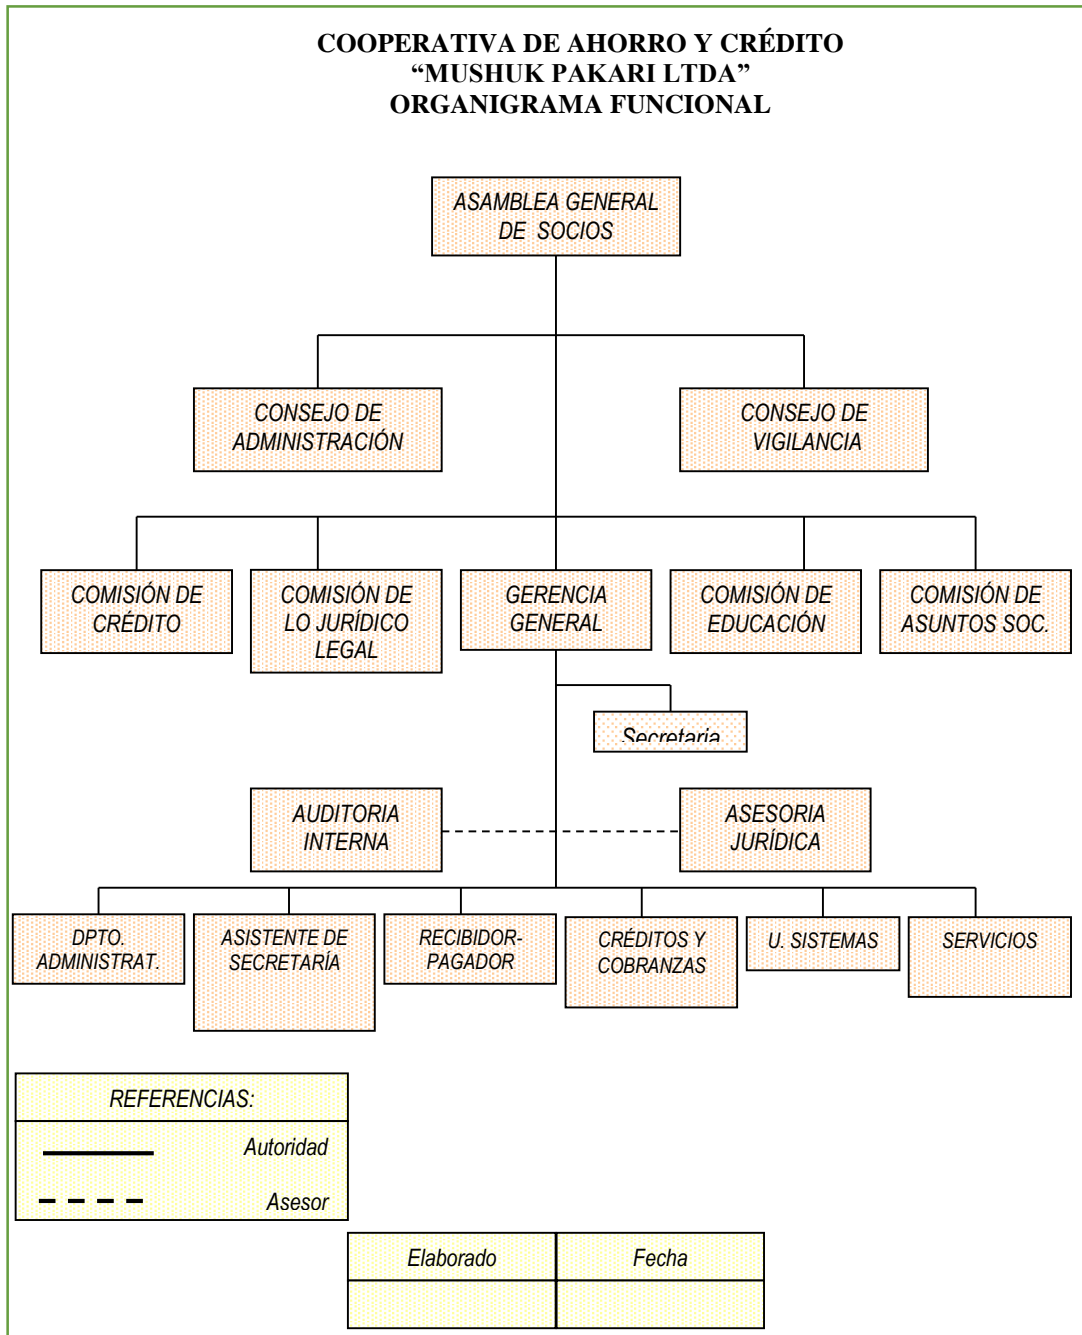 COOPERATIVA DE AHORRO Y CRÉDITO
“MUSHUK PAKARI LTDA”
ORGANIGRAMA FUNCIONAL
ASAMBLEA GENERAL
DE SOCIOS
CONSEJO DE
ADMINISTRACIÓN
CONSEJO DE
VIGILANCIA
COMISIÓN DE
CRÉDITO
COMISIÓN DE
LO JURÍDICO
LEGAL
GERENCIA
GENERAL
COMISIÓN DE
EDUCACIÓN
COMISIÓN DE
ASUNTOS SOC.
Secretaria
AUDITORIA
INTERNA
ASESORIA
JURÍDICA
DPTO.
ADMINISTRAT.
ASISTENTE DE
SECRETARÍA
RECIBIDOR-
PAGADOR
CRÉDITOS Y
COBRANZAS
U. SISTEMAS
SERVICIOS
REFERENCIAS:
Autoridad
Asesor
Elaborado
Fecha